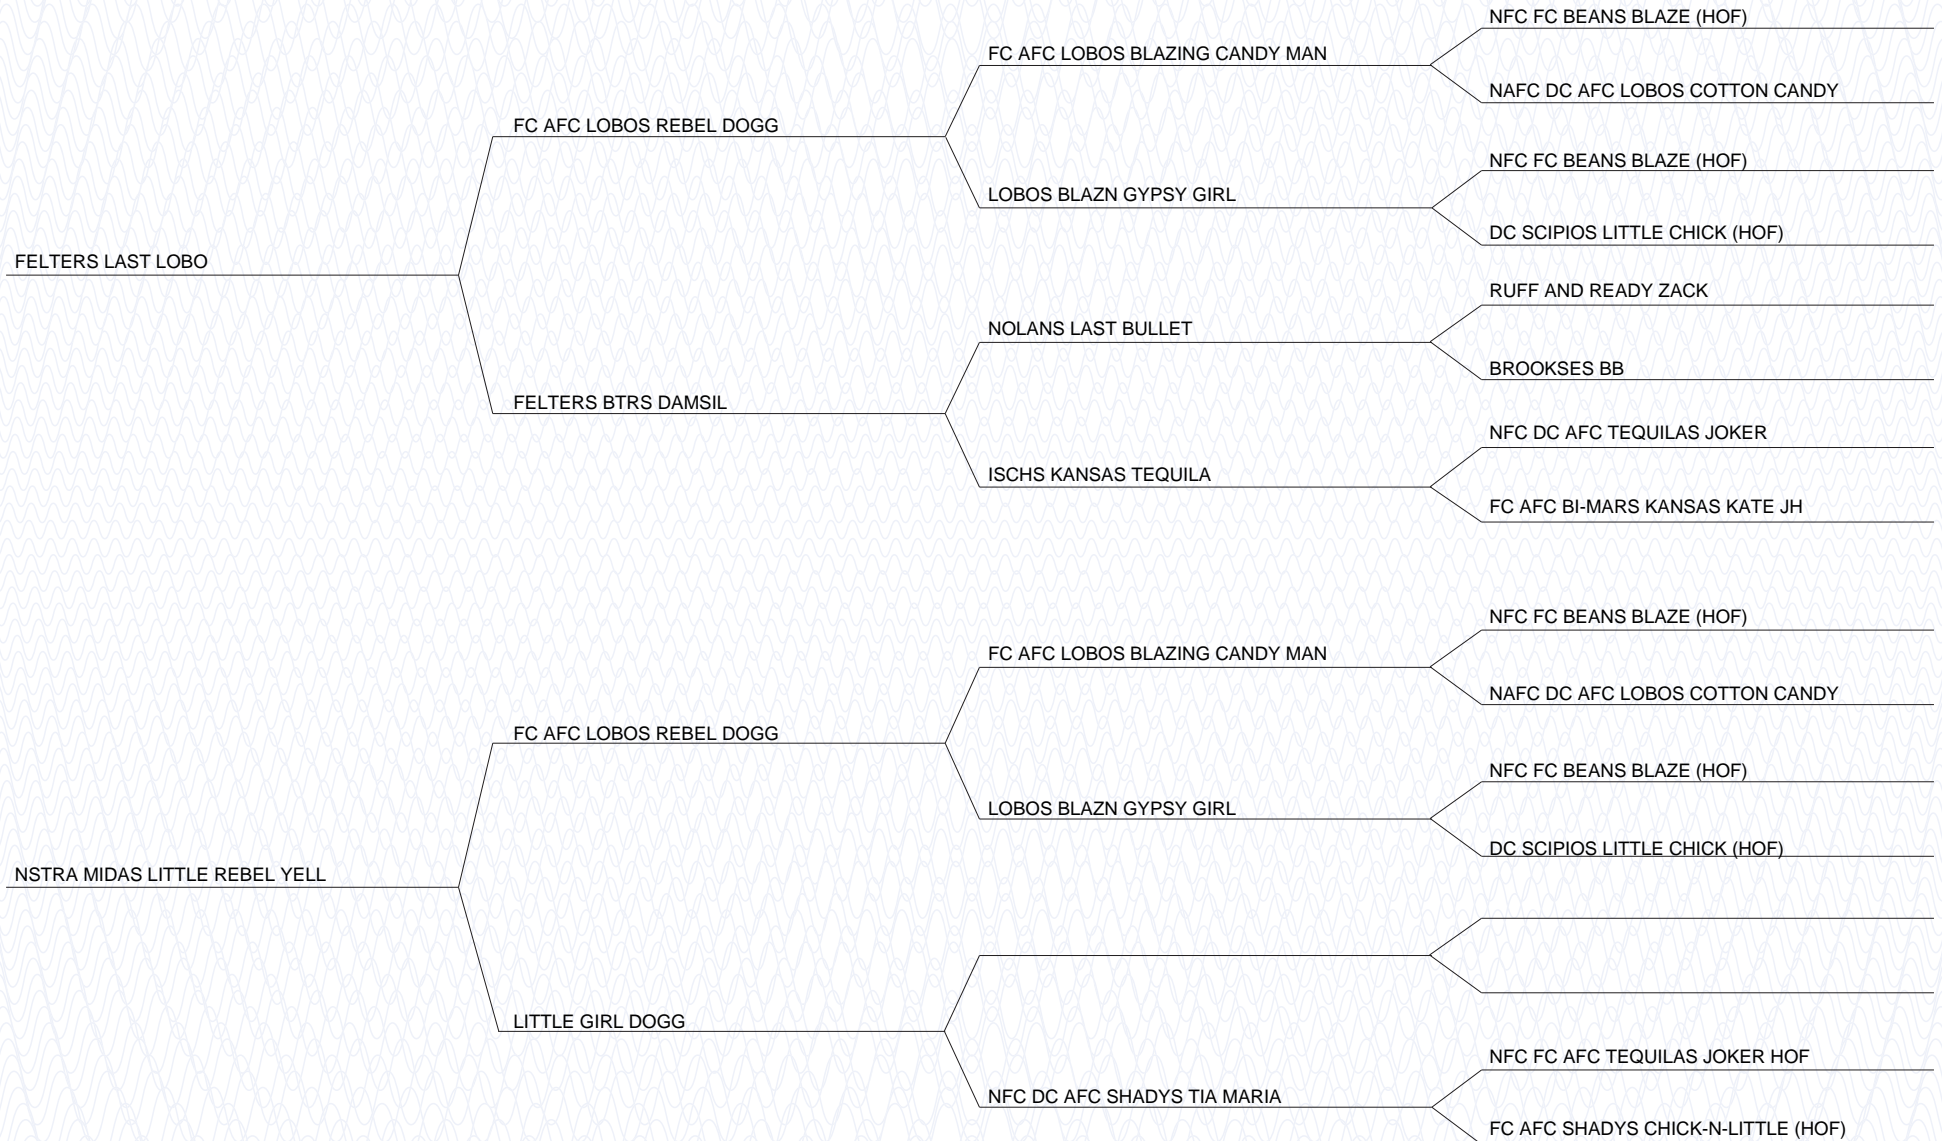 NFC FC BEANS BLAZE (HOF)
FC AFC LOBOS BLAZING CANDY MAN
NAFC DC AFC LOBOS COTTON CANDY
FC AFC LOBOS REBEL DOGG
NFC FC BEANS BLAZE (HOF)
LOBOS BLAZN GYPSY GIRL
DC SCIPIOS LITTLE CHICK (HOF)
FELTERS LAST LOBO
RUFF AND READY ZACK
NOLANS LAST BULLET
BROOKSES BB
FELTERS BTRS DAMSIL
NFC DC AFC TEQUILAS JOKER
ISCHS KANSAS TEQUILA
FC AFC BI-MARS KANSAS KATE JH
NFC FC BEANS BLAZE (HOF)
FC AFC LOBOS BLAZING CANDY MAN
NAFC DC AFC LOBOS COTTON CANDY
FC AFC LOBOS REBEL DOGG
NFC FC BEANS BLAZE (HOF)
LOBOS BLAZN GYPSY GIRL
DC SCIPIOS LITTLE CHICK (HOF)
NSTRA MIDAS LITTLE REBEL YELL
LITTLE GIRL DOGG
NFC FC AFC TEQUILAS JOKER HOF
NFC DC AFC SHADYS TIA MARIA
FC AFC SHADYS CHICK-N-LITTLE (HOF)